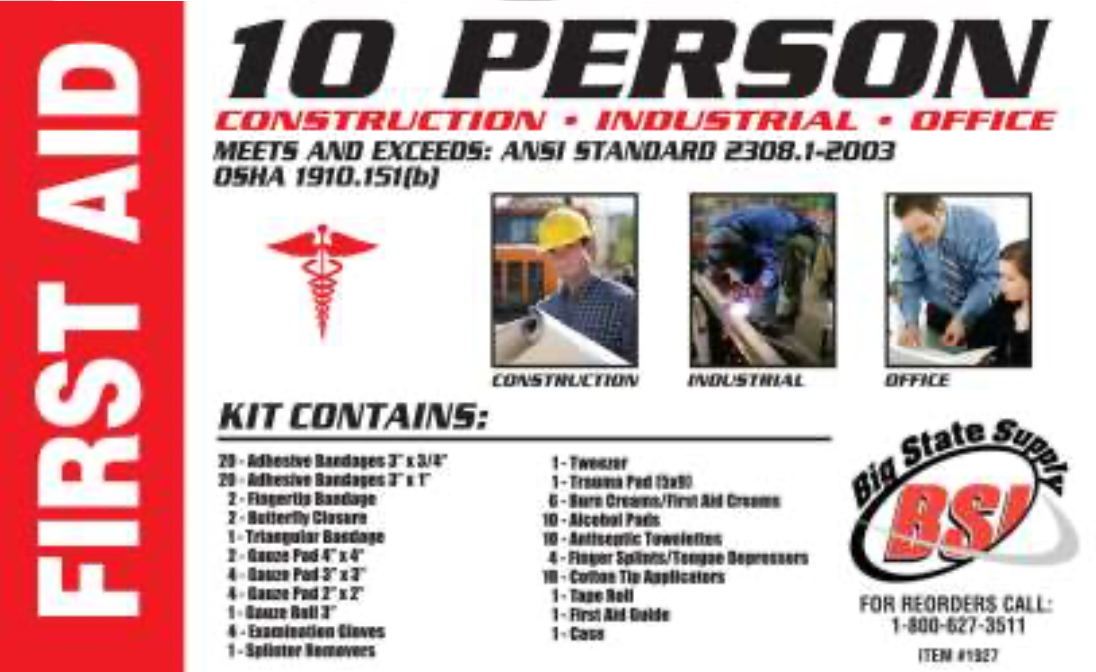 FIRST AID
10 PERSON
CONSTRUCTION • INDUSTRIAL • OFFICE
MEETS AND EXCEEDS: ANSI STANDARD Z308.1-2003
OSHA 1910.151(b)
CONSTRUCTION
INDUSTRIAL
OFFICE
KIT CONTAINS:
20 - Adhesive Bandages 3" x 3/4"
20 - Adhesive Bandages 3" x 1"
2 - Fingertip Bandage
2 - Butterfly Closure
1 - Triangular Bandage
2 - Gauze Pad 4" x 4"
4 - Gauze Pad 3" x 3"
4 - Gauze Pad 2" x 2"
1 - Gauze Roll 3"
4 - Examination Gloves
1 - Splinter Removers
1 - Tweezer
1 - Trauma Pad (5x9)
6 - Burn Creams/First Aid Creams
10 - Alcohol Pads
10 - Antiseptic Towelettes
4 - Finger Splints/Tongue Depressors
10 - Cotton Tip Applicators
1 - Tape Roll
1 - First Aid Guide
1 - Case
Big State Supply
BSI
FOR REORDERS CALL:
1-800-627-3511
ITEM #1927